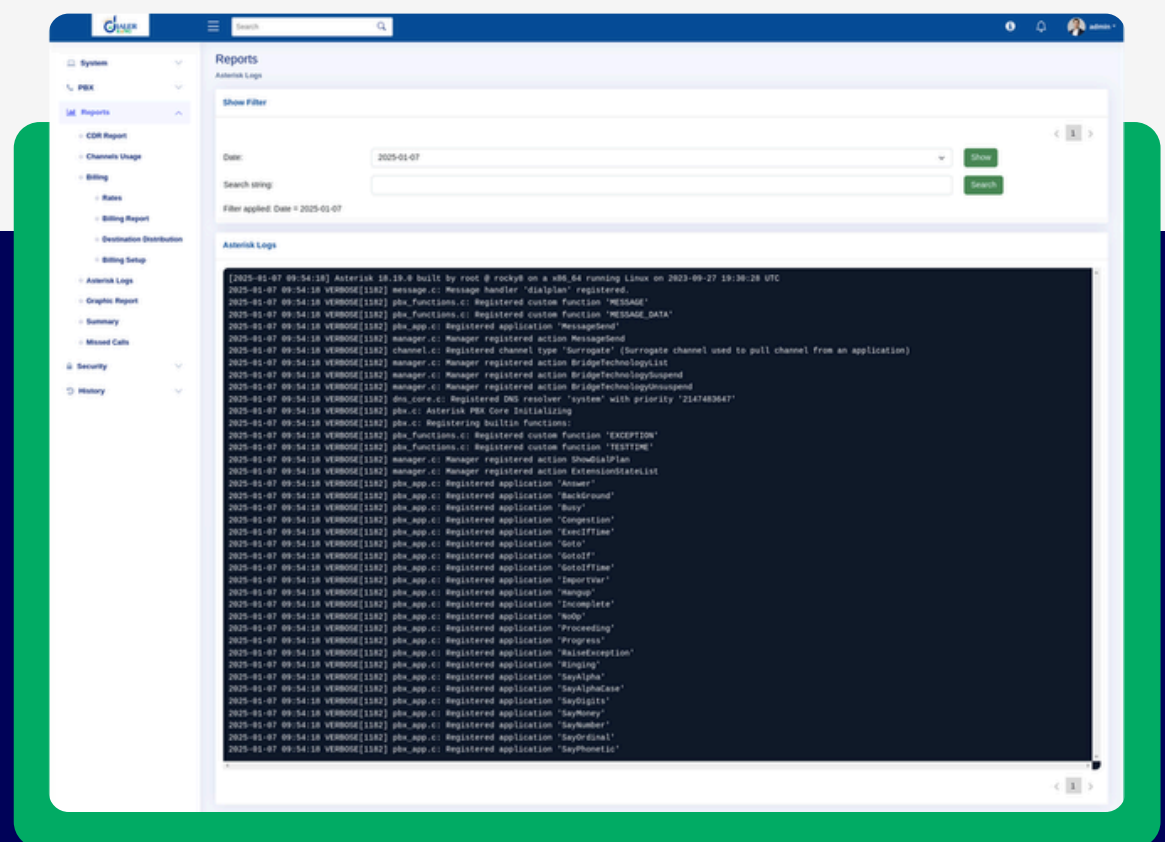 DIALER
Search
admin
System
PBX
Reports
CDR Report
Channels Usage
Billing
Rates
Billing Report
Destination Distribution
Billing Setup
Asterisk Logs
Graphic Report
Summary
Missed Calls
Security
History
Reports
Asterisk Logs
Show Filter
< 1 >
Date: 2025-01-07 Show
Search string: Search
Filter applied: Date = 2025-01-07
Asterisk Logs
[2025-01-07 09:54:18] Asterisk 18.19.0 built by root @ rocky8 on a x86_64 running Linux on 2023-09-27 19:30:28 UTC
2025-01-07 09:54:18 VERBOSE[1182] message.c: Message handler 'dialplan' registered.
2025-01-07 09:54:18 VERBOSE[1182] pbx_functions.c: Registered custom function 'MESSAGE'
2025-01-07 09:54:18 VERBOSE[1182] pbx_functions.c: Registered custom function 'MESSAGE_DATA'
2025-01-07 09:54:18 VERBOSE[1182] pbx_app.c: Registered application 'MessageSend'
2025-01-07 09:54:18 VERBOSE[1182] manager.c: Manager registered action MessageSend
2025-01-07 09:54:18 VERBOSE[1182] channel.c: Registered channel type 'Surrogate' (Surrogate channel used to pull channel from an application)
2025-01-07 09:54:18 VERBOSE[1182] manager.c: Manager registered action BridgeTechnologyList
2025-01-07 09:54:18 VERBOSE[1182] manager.c: Manager registered action BridgeTechnologySuspend
2025-01-07 09:54:18 VERBOSE[1182] manager.c: Manager registered action BridgeTechnologyUnsuspend
2025-01-07 09:54:18 VERBOSE[1182] dns_core.c: Registered DNS resolver 'system' with priority '2147483647'
2025-01-07 09:54:18 VERBOSE[1182] pbx.c: Asterisk PBX Core Initializing
2025-01-07 09:54:18 VERBOSE[1182] pbx.c: Registering builtin functions:
2025-01-07 09:54:18 VERBOSE[1182] pbx_functions.c: Registered custom function 'EXCEPTION'
2025-01-07 09:54:18 VERBOSE[1182] pbx_functions.c: Registered custom function 'TESTTIME'
2025-01-07 09:54:18 VERBOSE[1182] manager.c: Manager registered action ShowDialPlan
2025-01-07 09:54:18 VERBOSE[1182] manager.c: Manager registered action ExtensionStateList
2025-01-07 09:54:18 VERBOSE[1182] pbx_app.c: Registered application 'Answer'
2025-01-07 09:54:18 VERBOSE[1182] pbx_app.c: Registered application 'BackGround'
2025-01-07 09:54:18 VERBOSE[1182] pbx_app.c: Registered application 'Busy'
2025-01-07 09:54:18 VERBOSE[1182] pbx_app.c: Registered application 'Congestion'
2025-01-07 09:54:18 VERBOSE[1182] pbx_app.c: Registered application 'ExecIfTime'
2025-01-07 09:54:18 VERBOSE[1182] pbx_app.c: Registered application 'Goto'
2025-01-07 09:54:18 VERBOSE[1182] pbx_app.c: Registered application 'GotoIf'
2025-01-07 09:54:18 VERBOSE[1182] pbx_app.c: Registered application 'GotoIfTime'
2025-01-07 09:54:18 VERBOSE[1182] pbx_app.c: Registered application 'ImportVar'
2025-01-07 09:54:18 VERBOSE[1182] pbx_app.c: Registered application 'Hangup'
2025-01-07 09:54:18 VERBOSE[1182] pbx_app.c: Registered application 'Incomplete'
2025-01-07 09:54:18 VERBOSE[1182] pbx_app.c: Registered application 'NoOp'
2025-01-07 09:54:18 VERBOSE[1182] pbx_app.c: Registered application 'Proceeding'
2025-01-07 09:54:18 VERBOSE[1182] pbx_app.c: Registered application 'Progress'
2025-01-07 09:54:18 VERBOSE[1182] pbx_app.c: Registered application 'RaiseException'
2025-01-07 09:54:18 VERBOSE[1182] pbx_app.c: Registered application 'Ringing'
2025-01-07 09:54:18 VERBOSE[1182] pbx_app.c: Registered application 'SayAlpha'
2025-01-07 09:54:18 VERBOSE[1182] pbx_app.c: Registered application 'SayAlphaCase'
2025-01-07 09:54:18 VERBOSE[1182] pbx_app.c: Registered application 'SayDigits'
2025-01-07 09:54:18 VERBOSE[1182] pbx_app.c: Registered application 'SayMoney'
2025-01-07 09:54:18 VERBOSE[1182] pbx_app.c: Registered application 'SayNumber'
2025-01-07 09:54:18 VERBOSE[1182] pbx_app.c: Registered application 'SayOrdinal'
2025-01-07 09:54:18 VERBOSE[1182] pbx_app.c: Registered application 'SayPhonetic'
< 1 >